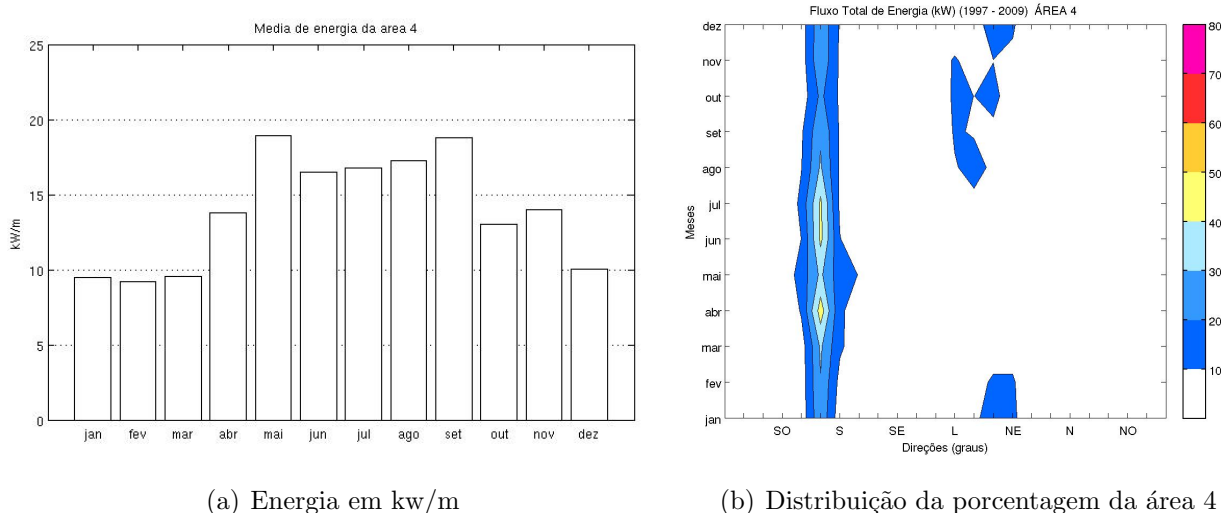 Media de energia da area 4
25
20
15
10
5
0
kW/m
jan fev mar abr mai jun jul ago set out nov dez
(a) Energia em kw/m
Fluxo Total de Energia (kW) (1997 - 2009) ÁREA 4
dez
nov
out
set
ago
jul
jun
mai
abr
mar
fev
jan
Meses
SO S SE L NE N NO
Direções (graus)
80
70
60
50
40
30
20
10
(b) Distribuição da porcentagem da área 4